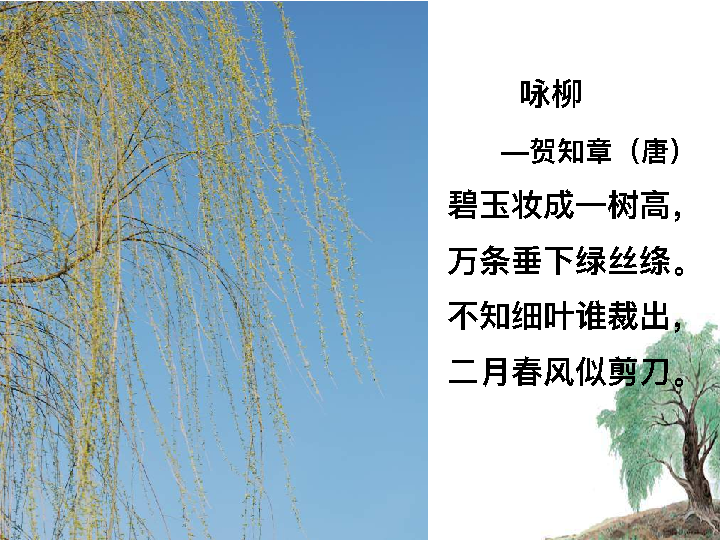 咏柳
—贺知章（唐）
碧玉妆成一树高，
万条垂下绿丝绦。
不知细叶谁裁出，
二月春风似剪刀。